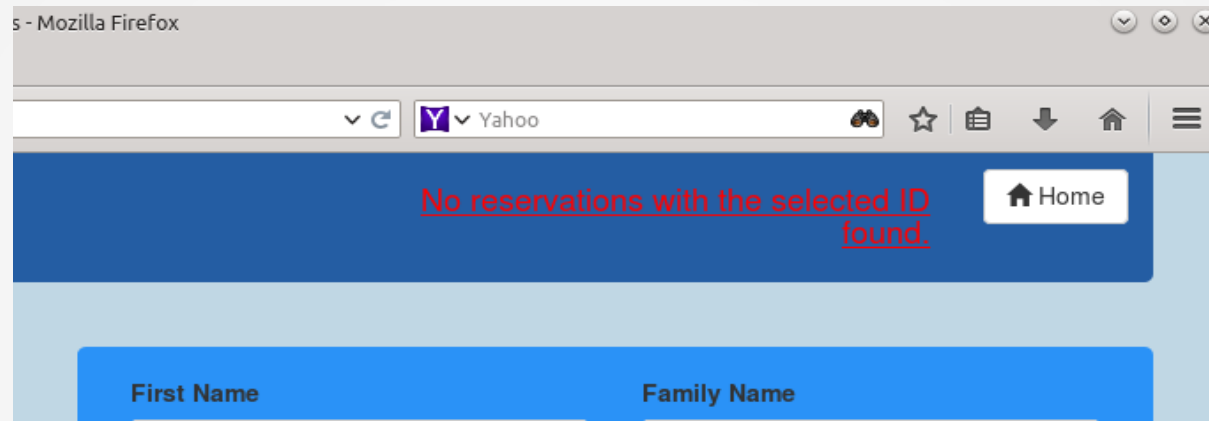 s - Mozilla Firefox
Yahoo
No reservations with the selected ID
found.
Home
First Name
Family Name